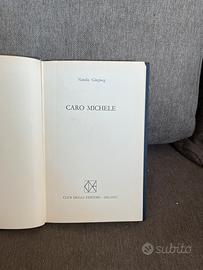 Natalia Ginzburg
CARO MICHELE
CLUB DEGLI EDITORI - MILANO
subito